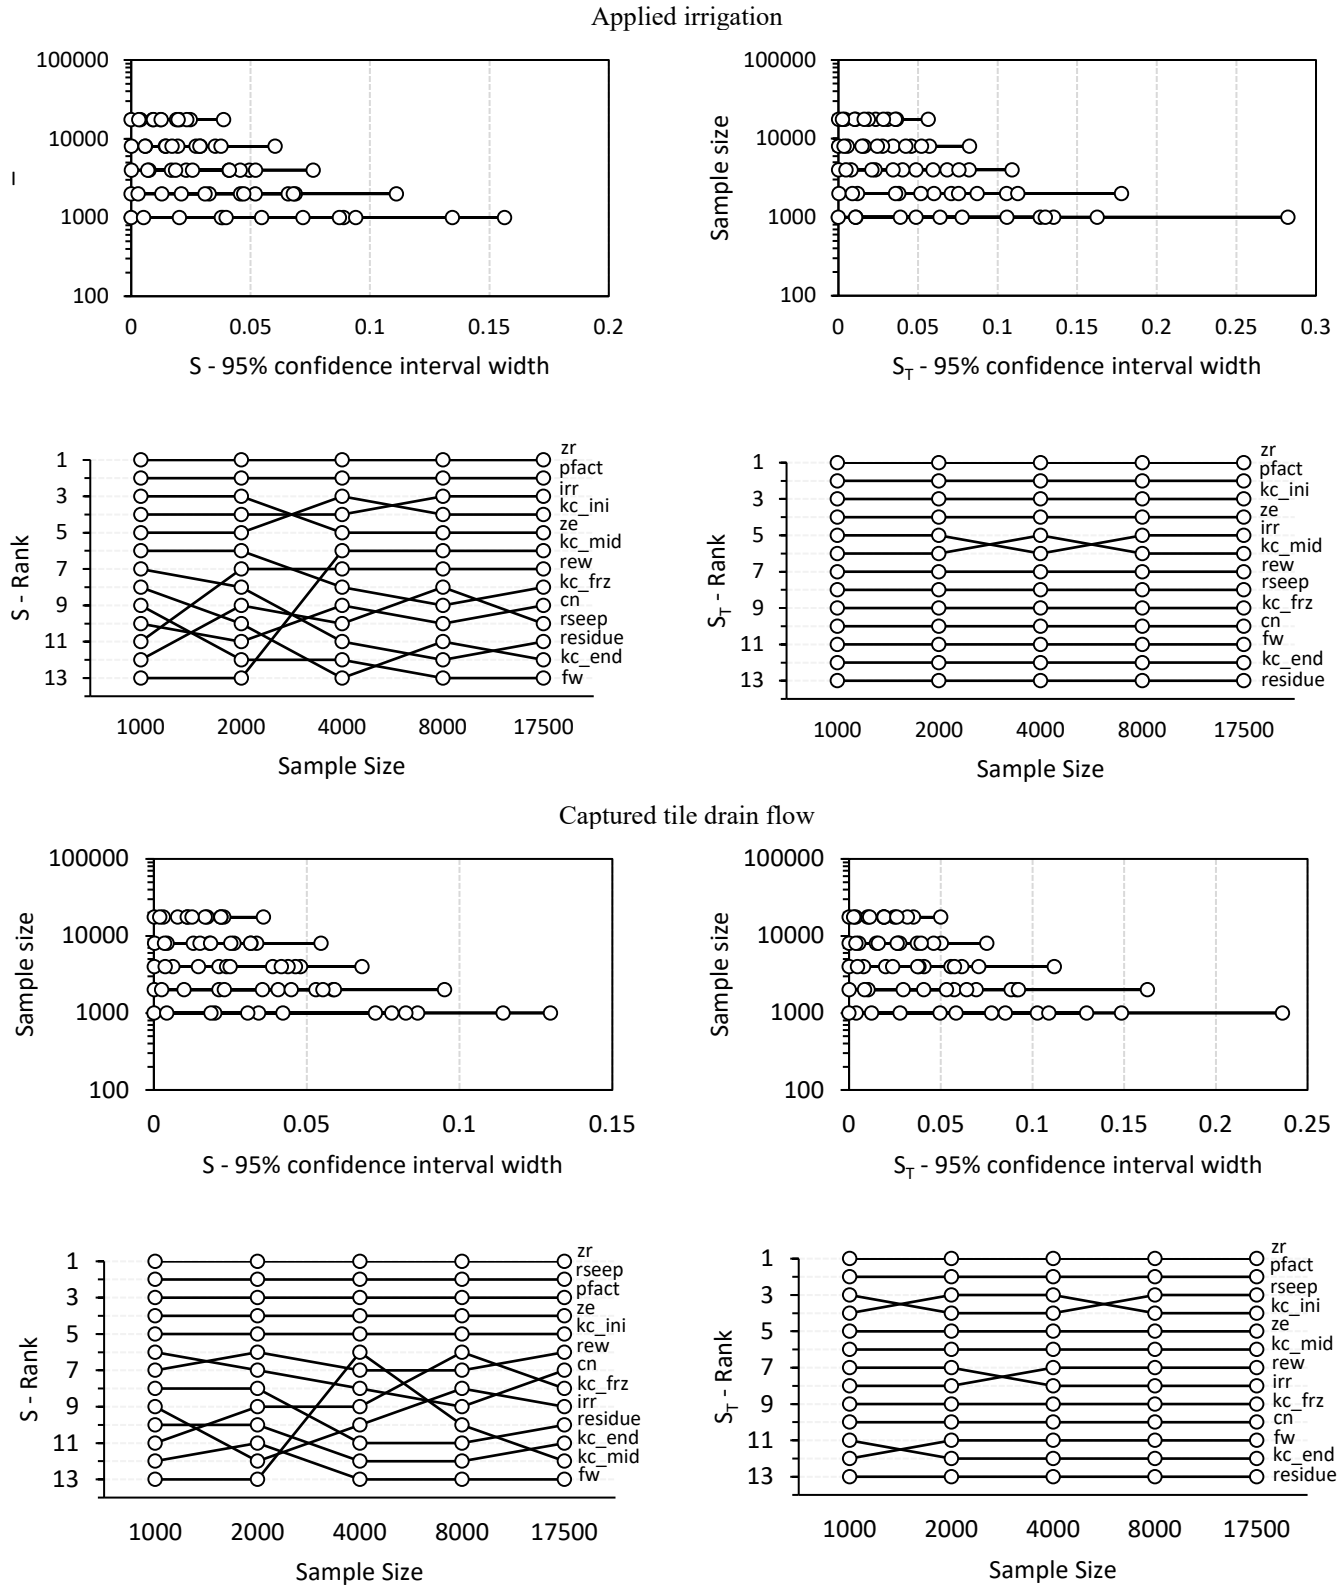 Applied irrigation
100000
10000
1000
100
0 0.05 0.1 0.15 0.2
S - 95% confidence interval width
Sample size
100000
10000
1000
100
0 0.05 0.1 0.15 0.2 0.25 0.3
S_T - 95% confidence interval width
S - Rank
1
3
5
7
9
11
13
zr
pfact
irr
kc_ini
ze
kc_mid
rew
kc_frz
cn
rseep
residue
kc_end
fw
1000 2000 4000 8000 17500
Sample Size
S_T - Rank
1
3
5
7
9
11
13
zr
pfact
kc_ini
ze
irr
kc_mid
rew
rseep
kc_frz
cn
fw
kc_end
residue
1000 2000 4000 8000 17500
Sample Size
Captured tile drain flow
Sample size
100000
10000
1000
100
0 0.05 0.1 0.15
S - 95% confidence interval width
Sample size
100000
10000
1000
100
0 0.05 0.1 0.15 0.2 0.25
S_T - 95% confidence interval width
S - Rank
1
3
5
7
9
11
13
zr
rseep
pfact
ze
kc_ini
rew
cn
kc_frz
irr
residue
kc_end
kc_mid
fw
1000 2000 4000 8000 17500
Sample Size
S_T - Rank
1
3
5
7
9
11
13
zr
pfact
rseep
kc_ini
ze
kc_mid
rew
irr
kc_frz
cn
fw
kc_end
residue
1000 2000 4000 8000 17500
Sample Size